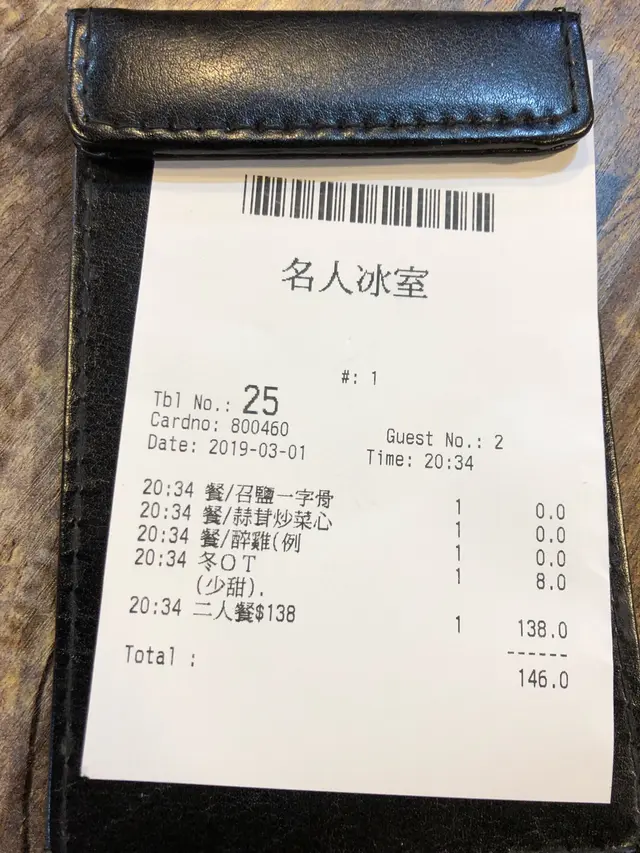 名人冰室
#: 1
Tbl No.: 25
Cardno: 800460 Guest No.: 2
Date: 2019-03-01 Time: 20:34
20:34 餐/召鹽一字骨 1 0.0
20:34 餐/蒜茸炒菜心 1 0.0
20:34 餐/醉雞(例 1 0.0
20:34 冬OT 1 8.0
(少甜).
20:34 二人餐$138 1 138.0
------
Total : 146.0